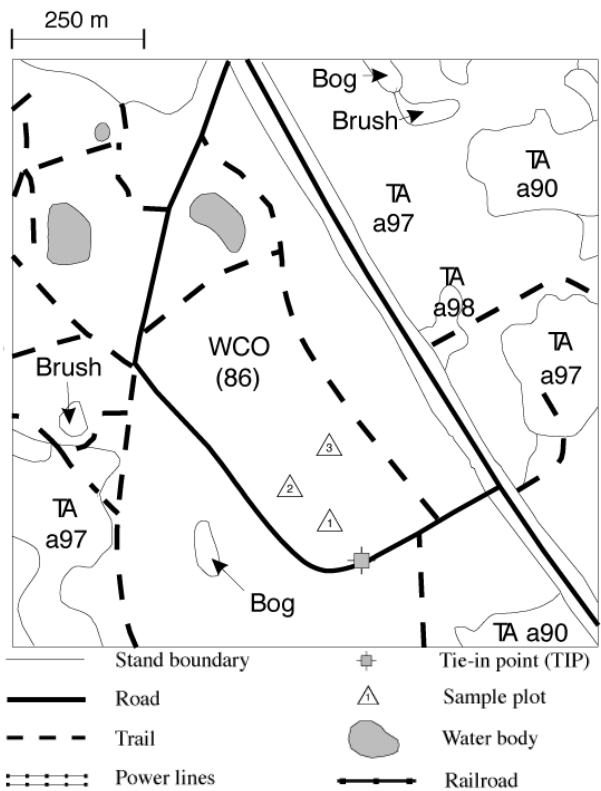 250 m
Bog
Brush
TA
a90
TA
a97
TA
a98
WCO
(86)
TA
a97
Brush
3
2
TA
a97
1
Bog
TA a90
Stand boundary
Tie-in point (TIP)
Road
1
Sample plot
Trail
Water body
Power lines
Railroad